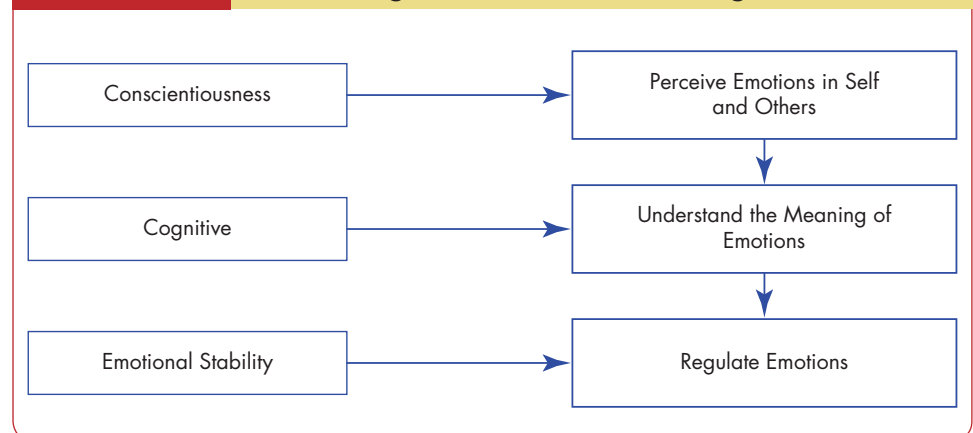 Conscientiousness
Perceive Emotions in Self
and Others
Cognitive
Understand the Meaning of
Emotions
Emotional Stability
Regulate Emotions